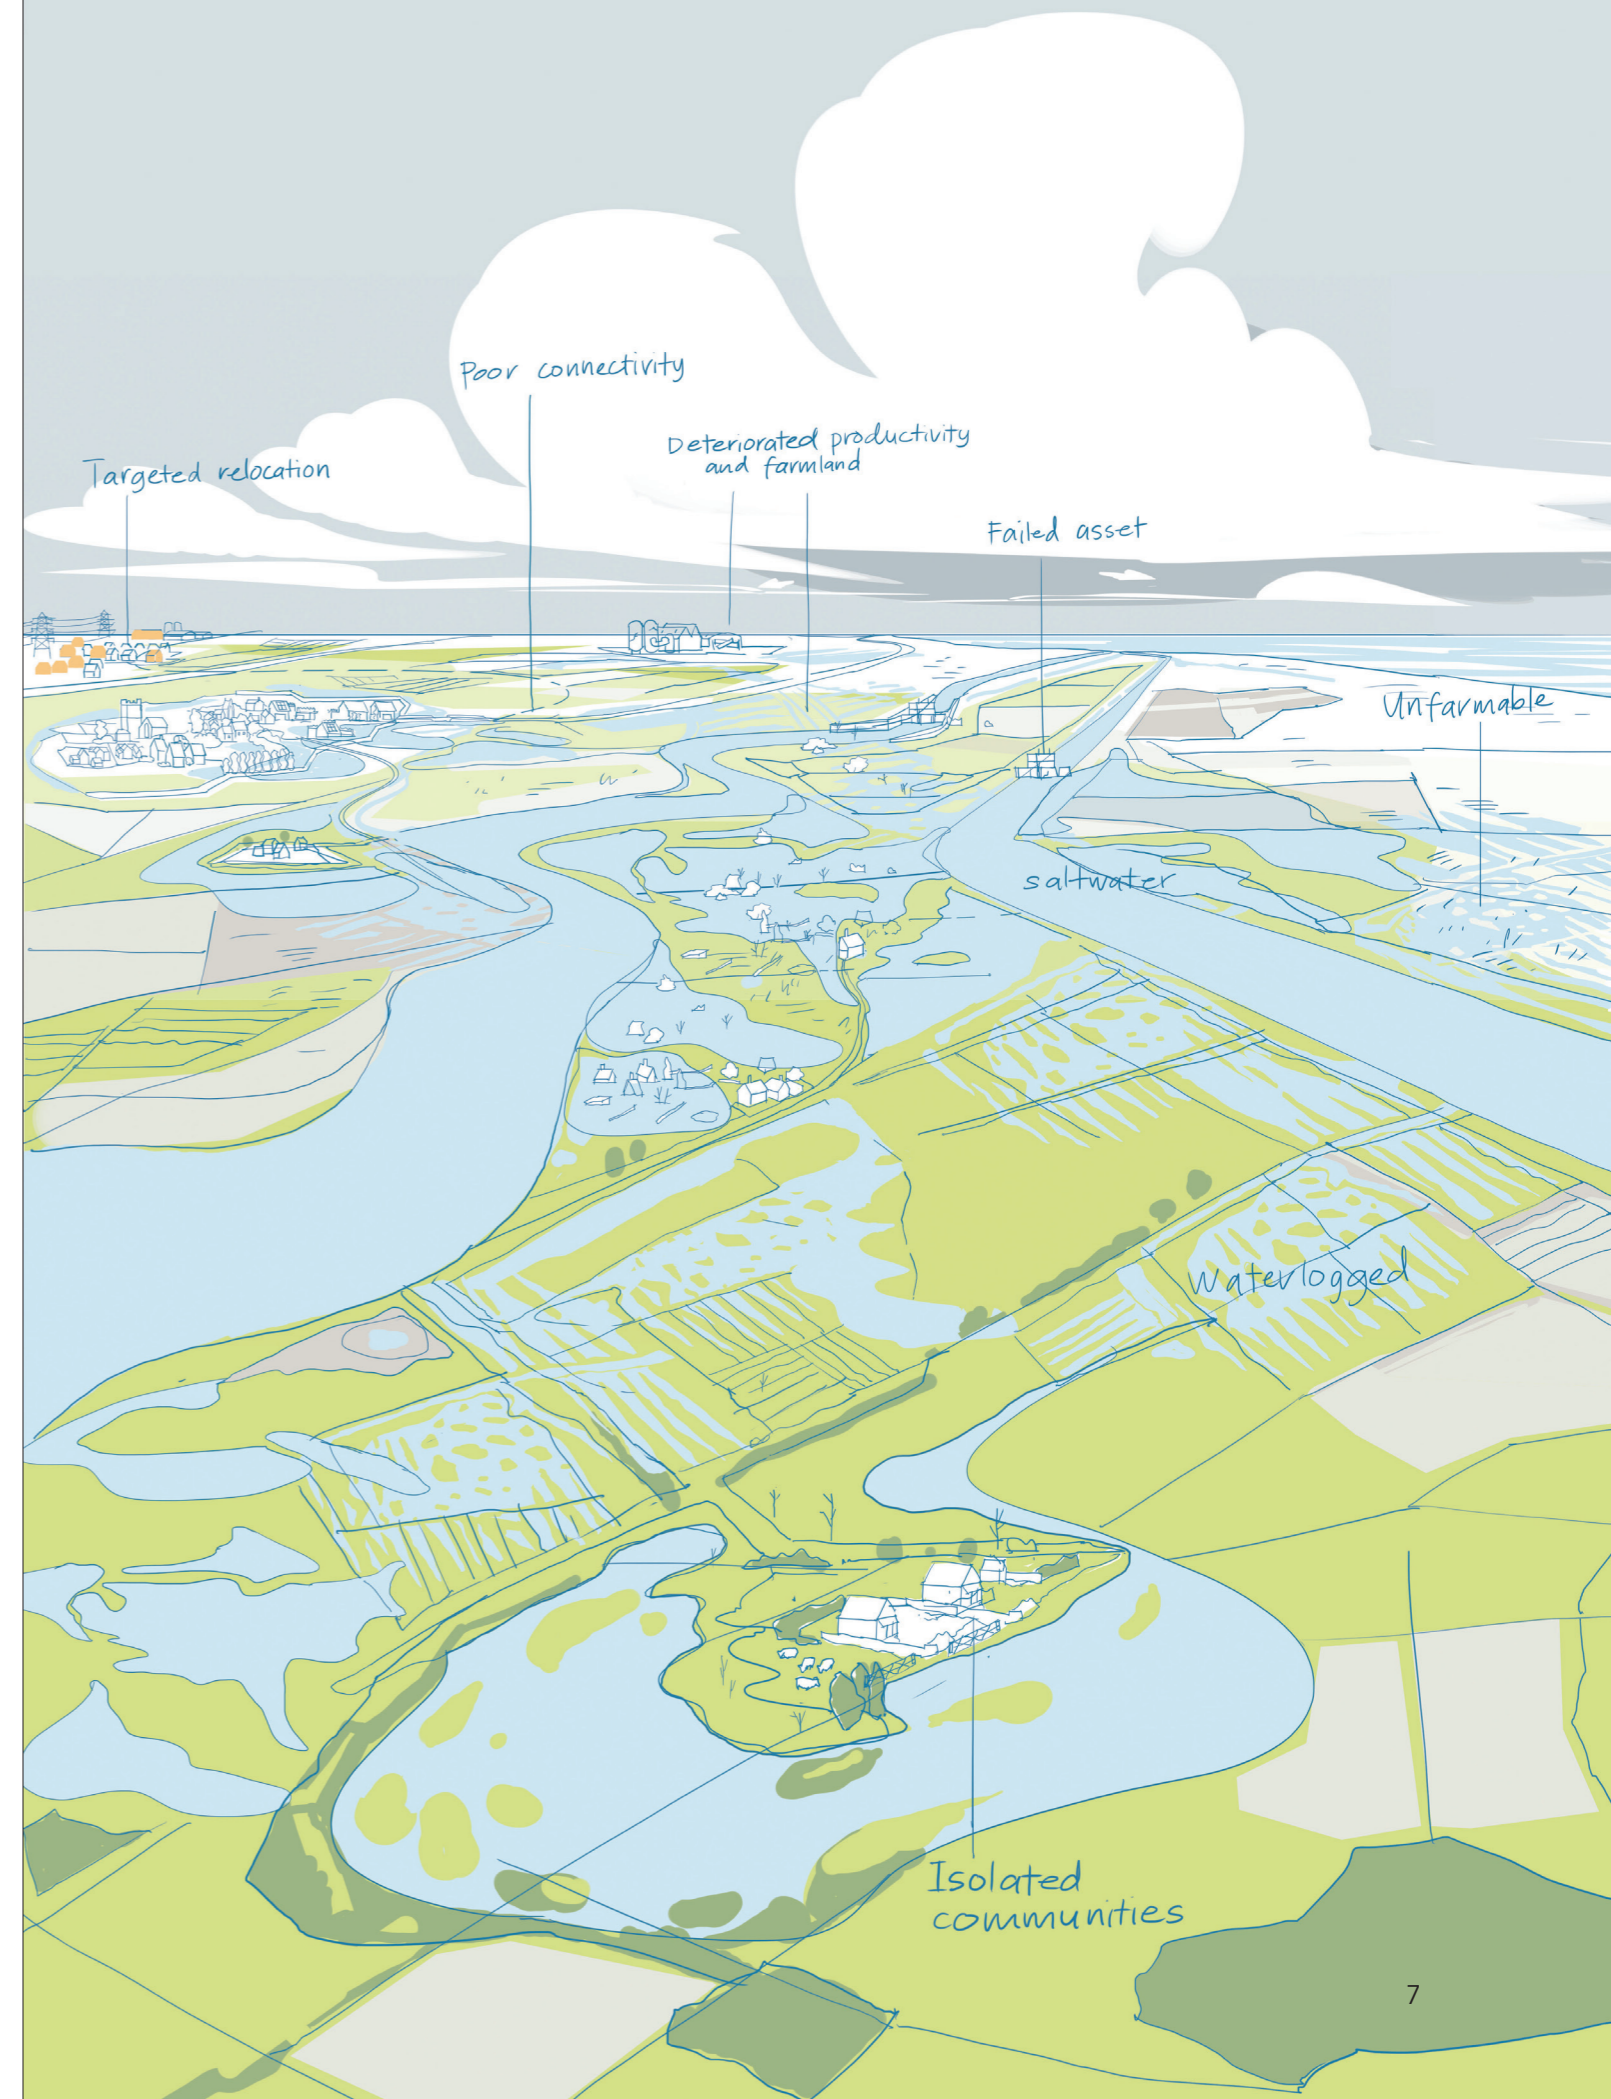 Poor connectivity
Deteriorated productivity
and farmland
Targeted relocation
Failed asset
Unfarmable
saltwater
Waterlogged
Isolated
communities
7